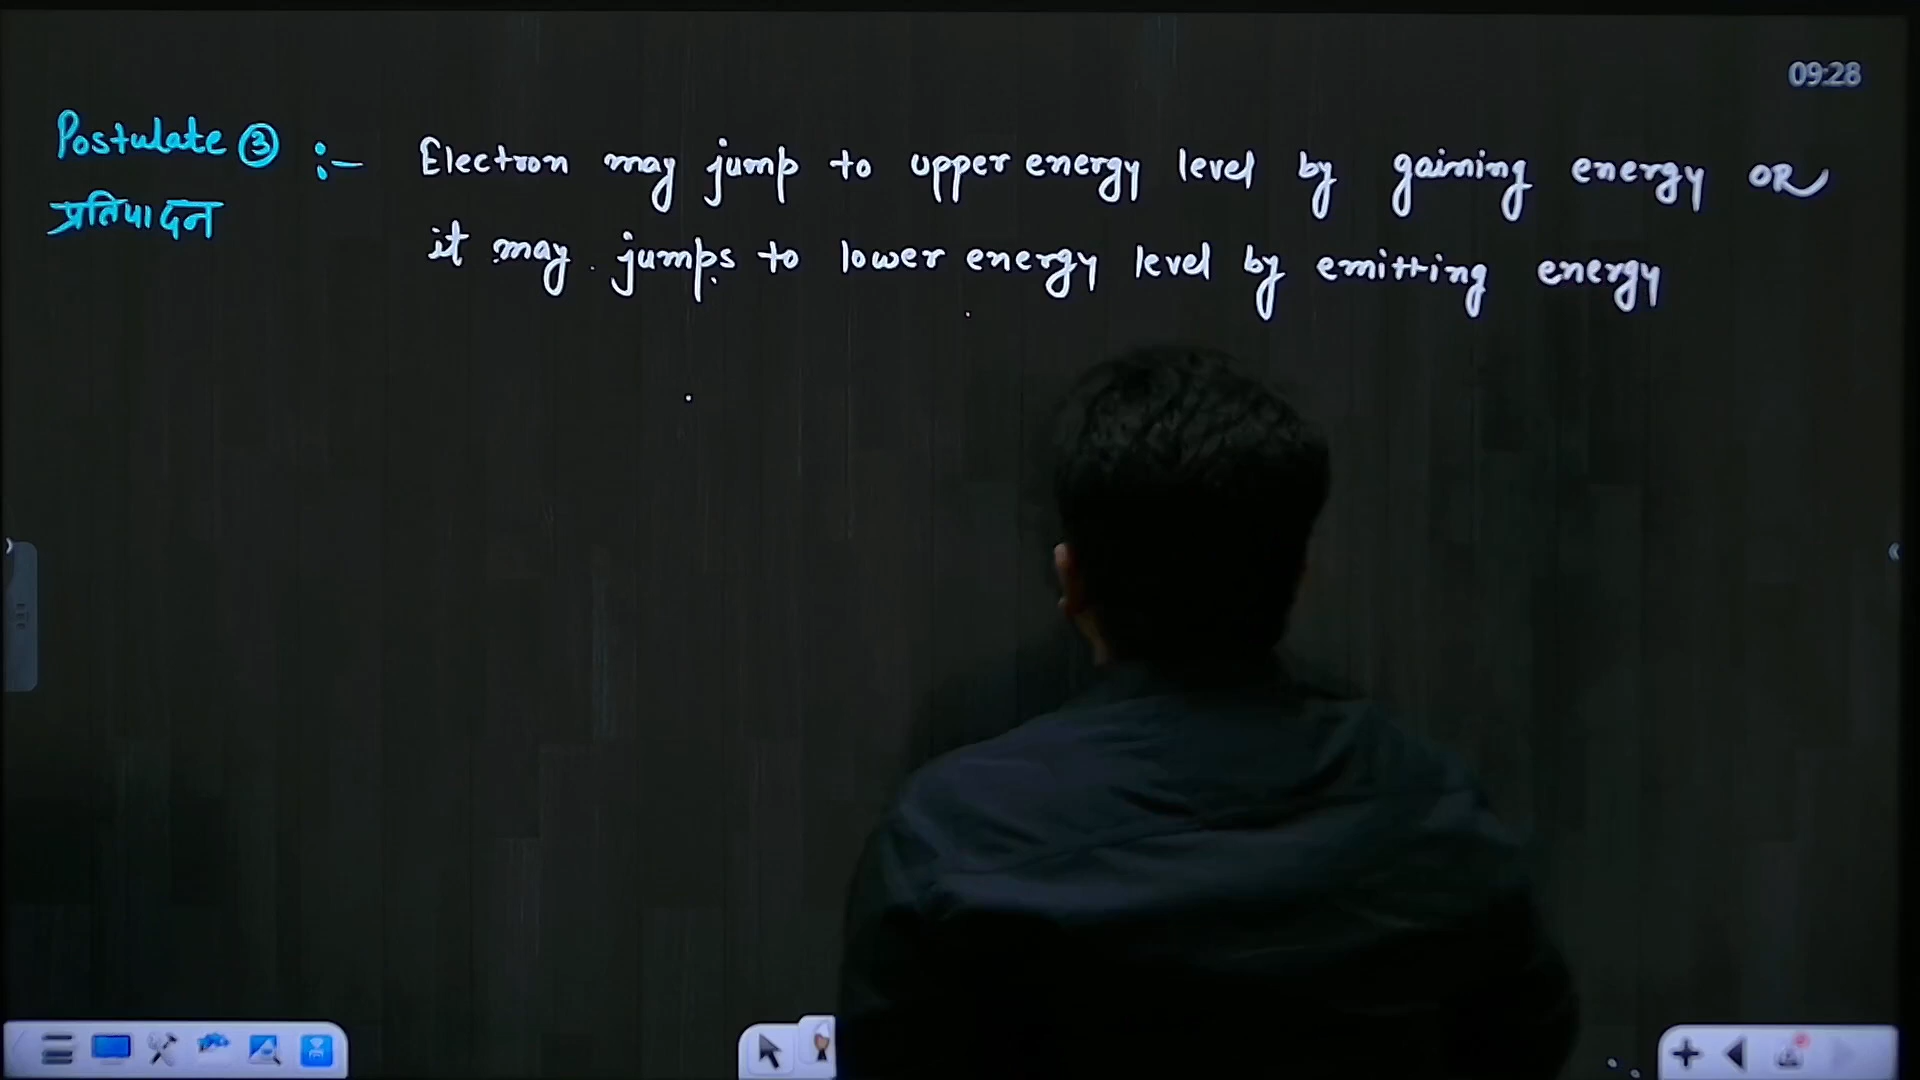 09:28
Postulate ③ :- Electron may jump to upper energy level by gaining energy OR
प्रतिपादन
it may jumps to lower energy level by emitting energy